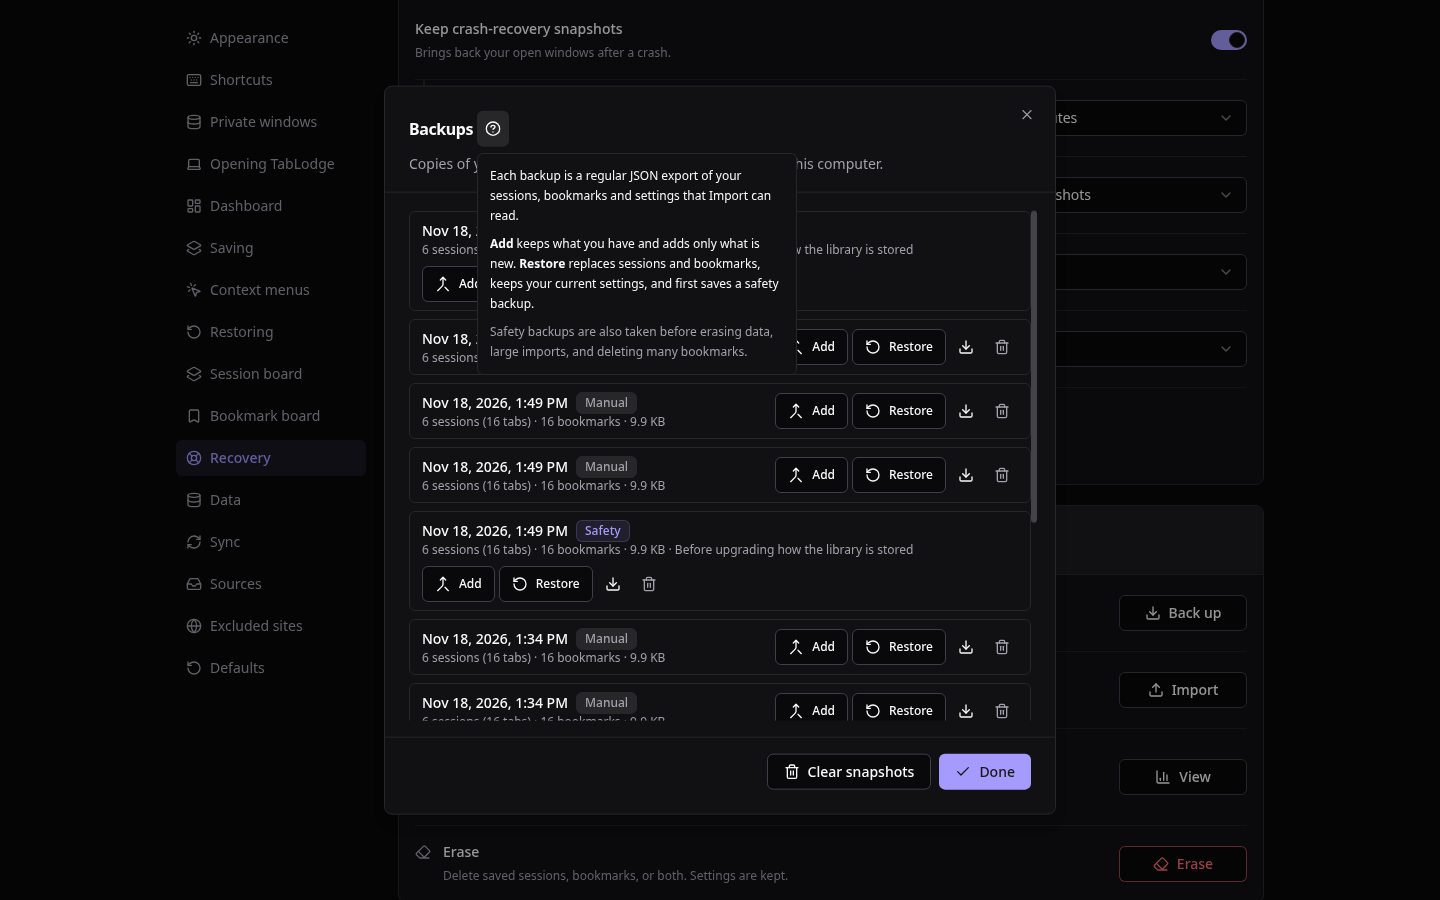 Appearance
Shortcuts
Private windows
Opening TabLodge
Dashboard
Saving
Context menus
Restoring
Session board
Bookmark board
Recovery
Data
Sync
Sources
Excluded sites
Defaults
Keep crash-recovery snapshots
Brings back your open windows after a crash.
Backups
Copies of
his computer.
Each backup is a regular JSON export of your
sessions, bookmarks and settings that Import can
read.
Add keeps what you have and adds only what is
new. Restore replaces sessions and bookmarks,
keeps your current settings, and first saves a safety
backup.
Safety backups are also taken before erasing data,
large imports, and deleting many bookmarks.
Nov 18,
6 sessions
how the library is stored
Add
Nov 18,
6 sessions
Add Restore
Nov 18, 2026, 1:49 PM Manual
6 sessions (16 tabs) · 16 bookmarks · 9.9 KB
Add Restore
Nov 18, 2026, 1:49 PM Manual
6 sessions (16 tabs) · 16 bookmarks · 9.9 KB
Add Restore
Nov 18, 2026, 1:49 PM Safety
6 sessions (16 tabs) · 16 bookmarks · 9.9 KB · Before upgrading how the library is stored
Add Restore
Nov 18, 2026, 1:34 PM Manual
6 sessions (16 tabs) · 16 bookmarks · 9.9 KB
Add Restore
Nov 18, 2026, 1:34 PM Manual
6 sessions (16 tabs) · 16 bookmarks · 9.9 KB
Add Restore
Clear snapshots
Done
Back up
Import
View
Erase
Delete saved sessions, bookmarks, or both. Settings are kept.
Erase